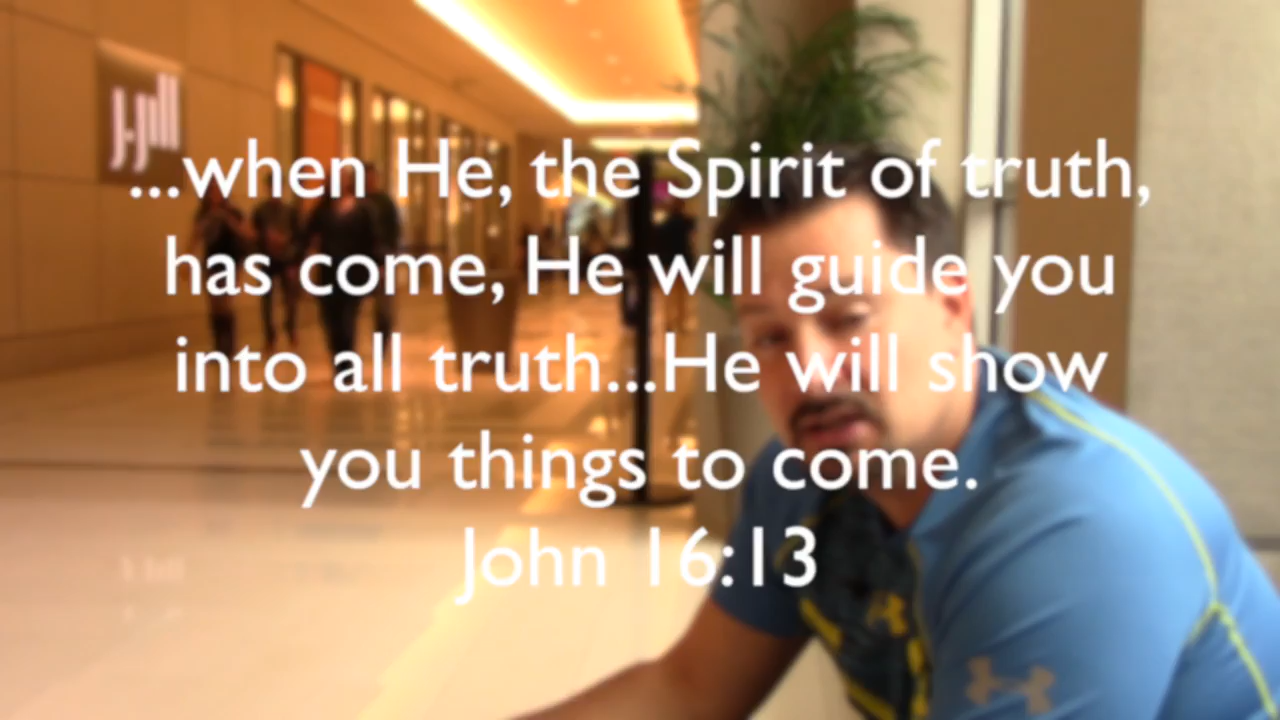 J.Jill
...when He, the Spirit of truth,
has come, He will guide you
into all truth...He will show
you things to come.
John 16:13